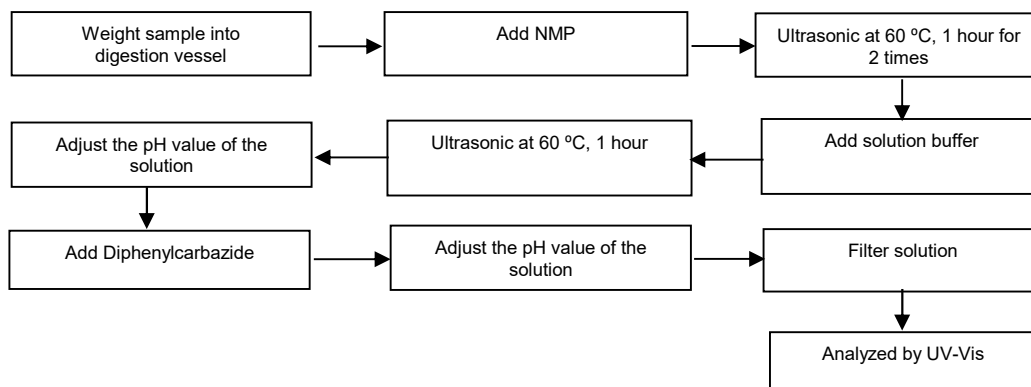 Weight sample into
digestion vessel
Add NMP
Ultrasonic at 60 ºC, 1 hour for
2 times
Add solution buffer
Ultrasonic at 60 ºC, 1 hour
Adjust the pH value of the
solution
Add Diphenylcarbazide
Adjust the pH value of the
solution
Filter solution
Analyzed by UV-Vis